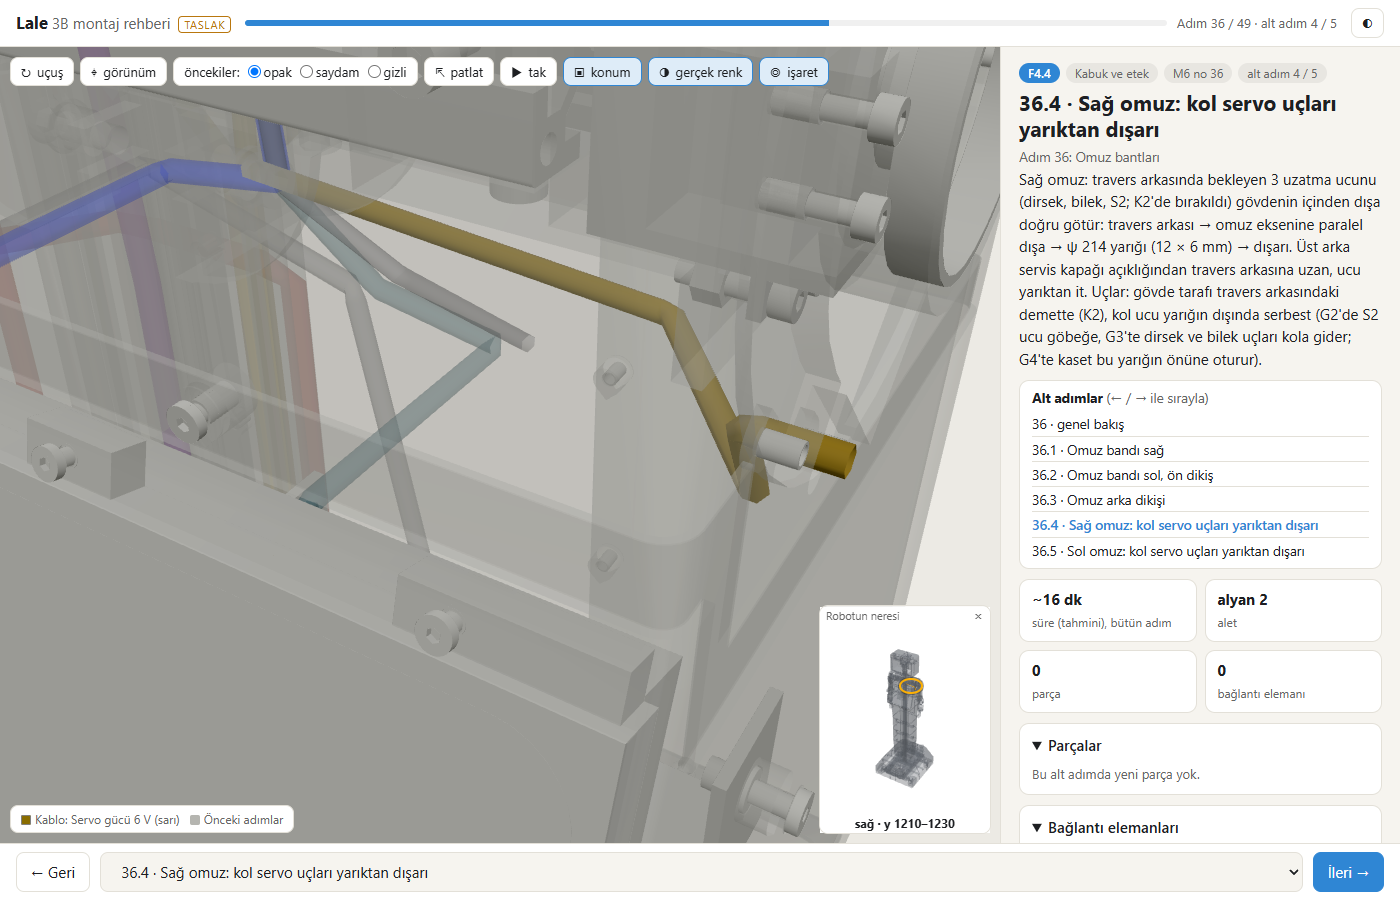 Lale 3B montaj rehberi TASLAK
Adım 36 / 49 · alt adım 4 / 5
↻ uçuş
⌖ görünüm
öncekiler: opak saydam gizli
⇱ patlat
▶ tak
▣ konum
◑ gerçek renk
◎ işaret
F4.4
Kabuk ve etek
M6 no 36
alt adım 4 / 5
36.4 · Sağ omuz: kol servo uçları
yarıktan dışarı
Adım 36: Omuz bantları
Sağ omuz: travers arkasında bekleyen 3 uzatma ucunu
(dirsek, bilek, S2; K2'de bırakıldı) gövdenin içinden dışa
doğru götür: travers arkası → omuz eksenine paralel
dışa → ψ 214 yarığı (12 × 6 mm) → dışarı. Üst arka
servis kapağı açıklığından travers arkasına uzan, ucu
yarıktan it. Uçlar: gövde tarafı travers arkasındaki
demette (K2), kol ucu yarığın dışında serbest (G2'de S2
ucu göbeğe, G3'te dirsek ve bilek uçları kola gider;
G4'te kaset bu yarığın önüne oturur).
Alt adımlar (← / → ile sırayla)
36 · genel bakış
36.1 · Omuz bandı sağ
36.2 · Omuz bandı sol, ön dikiş
36.3 · Omuz arka dikişi
36.4 · Sağ omuz: kol servo uçları yarıktan dışarı
36.5 · Sol omuz: kol servo uçları yarıktan dışarı
~16 dk
süre (tahmini), bütün adım
alyan 2
alet
0
parça
0
bağlantı elemanı
▼ Parçalar
Bu alt adımda yeni parça yok.
▼ Bağlantı elemanları
Robotun neresi ×
sağ · y 1210–1230
Kablo: Servo gücü 6 V (sarı) Önceki adımlar
← Geri
36.4 · Sağ omuz: kol servo uçları yarıktan dışarı
İleri →